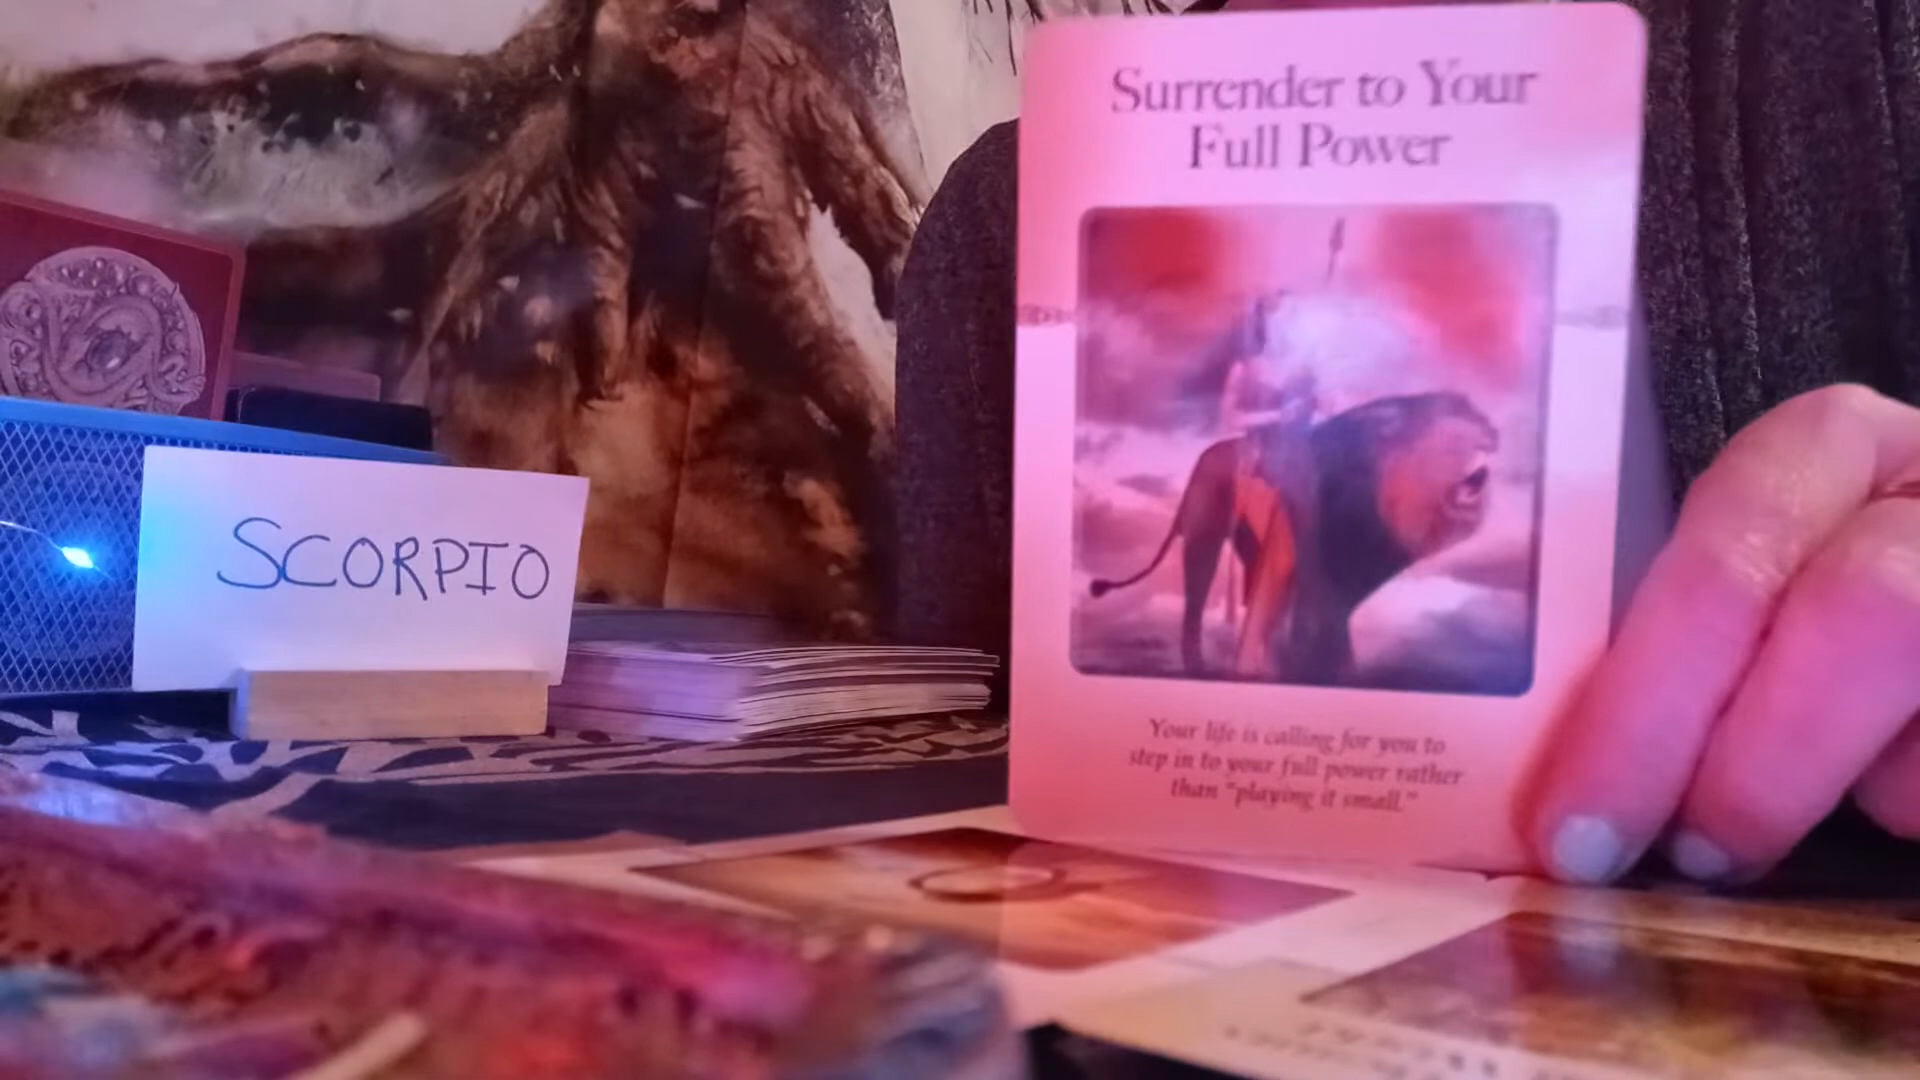 SCORPIO
Surrender to Your
Full Power
Your life is calling for you to
step in to your full power rather
than "playing it small."